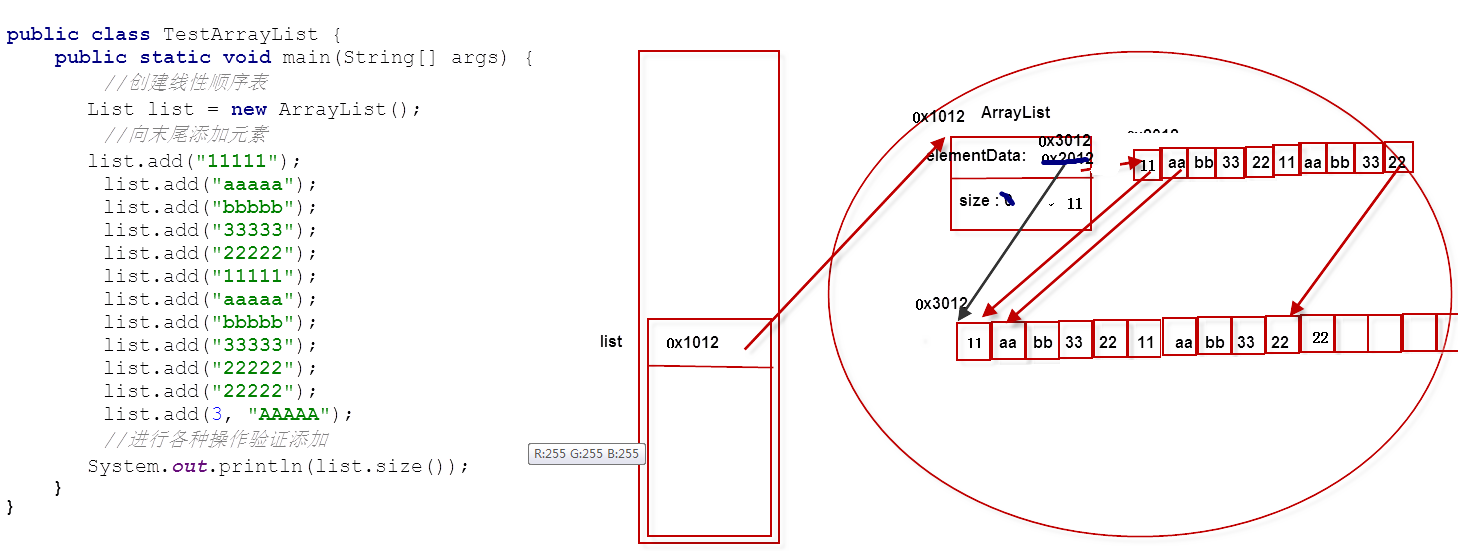 public class TestArrayList {
public static void main(String[] args) {
//创建线性顺序表
List list = new ArrayList();
//向末尾添加元素
list.add("11111");
list.add("aaaaa");
list.add("bbbbb");
list.add("33333");
list.add("22222");
list.add("11111");
list.add("aaaaa");
list.add("bbbbb");
list.add("33333");
list.add("22222");
list.add("22222");
list.add(3, "AAAAA");
//进行各种操作验证添加
System.out.println(list.size());
}
}
R:255 G:255 B:255
list
0x1012
0x1012 ArrayList
0x3012
elementData: 0x2012
size : 11
11 aa bb 33 22 11 aa bb 33 22
0x3012
11 aa bb 33 22 11 aa bb 33 22 22